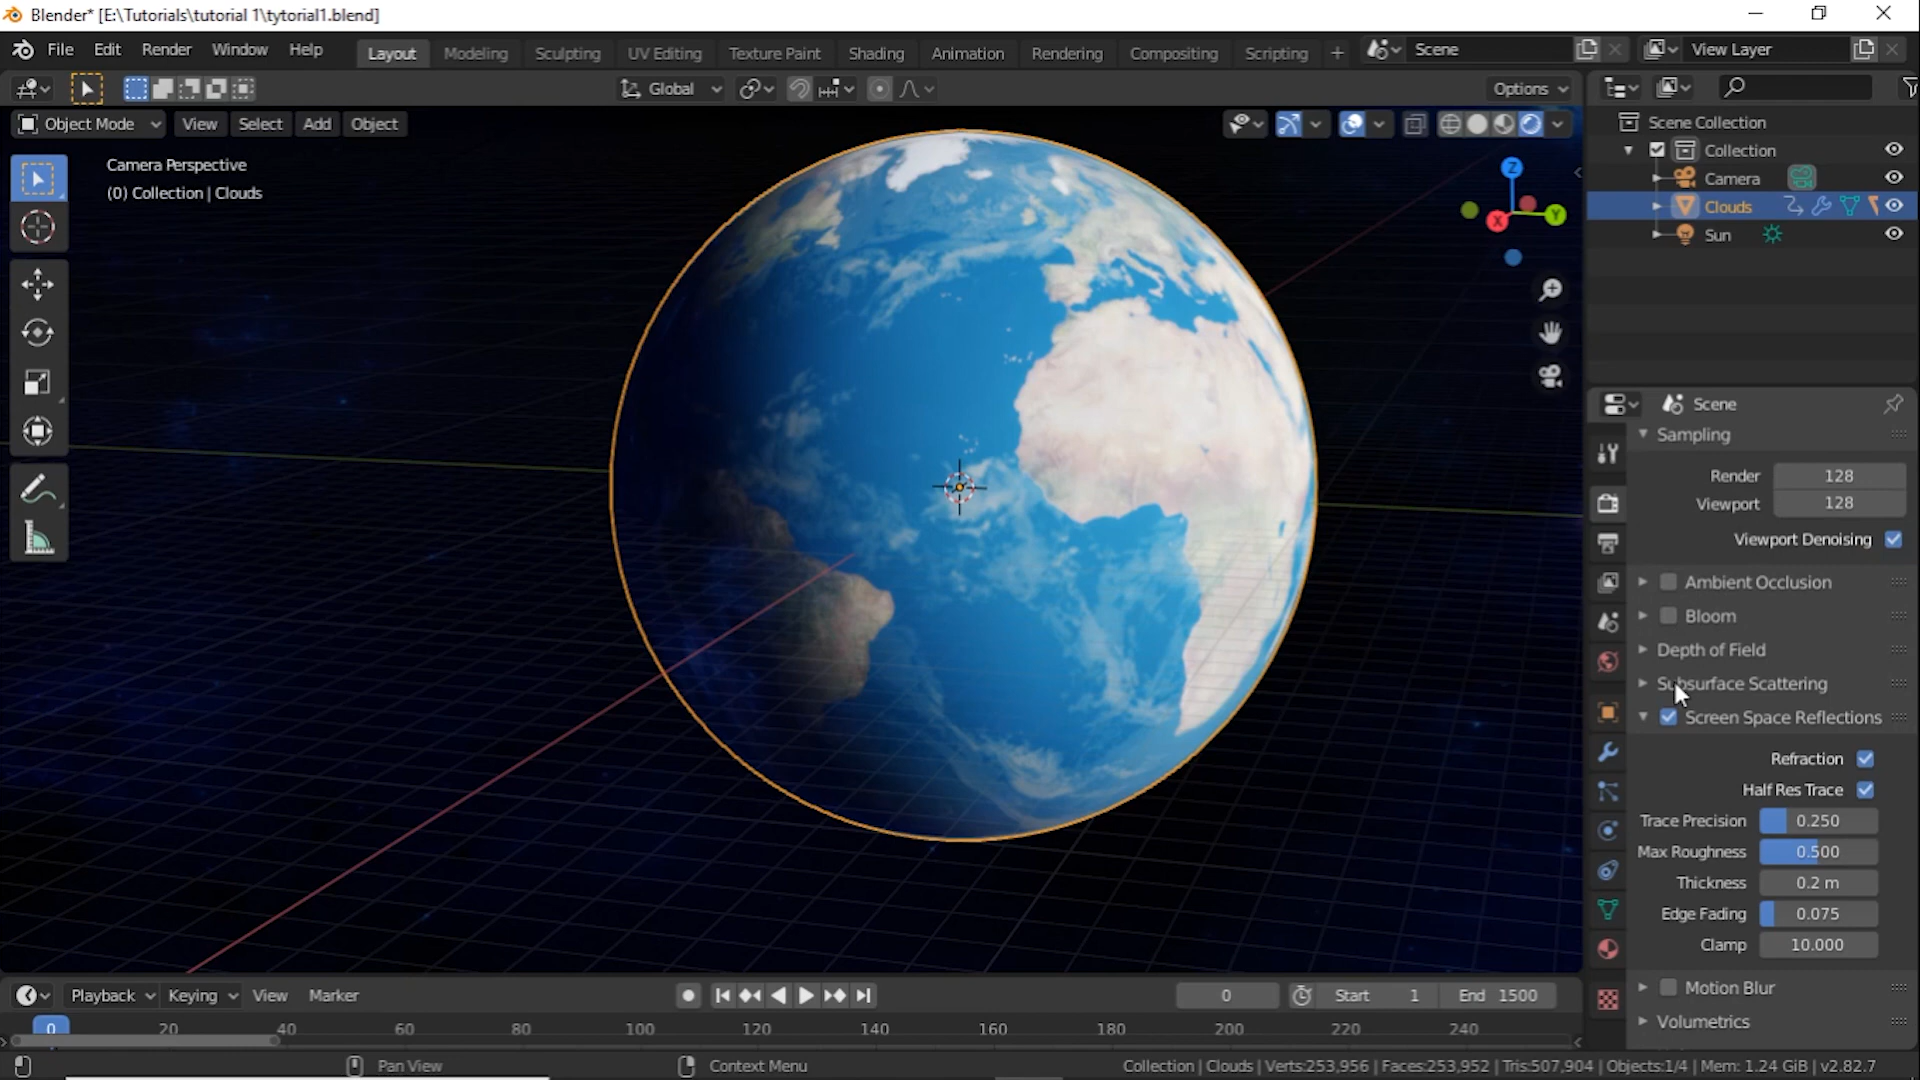 Blender* [E:\Tutorials\tutorial 1\tytorial1.blend]
File Edit Render Window Help Layout Modeling Sculpting UV Editing Texture Paint Shading Animation Rendering Compositing Scripting + Scene View Layer
Global Options
Object Mode View Select Add Object
Camera Perspective
(0) Collection | Clouds
Z
Y
X
Scene Collection
Collection
Camera
Clouds
Sun
Scene
Sampling
Render 128
Viewport 128
Viewport Denoising
Ambient Occlusion
Bloom
Depth of Field
Subsurface Scattering
Screen Space Reflections
Refraction
Half Res Trace
Trace Precision 0.250
Max Roughness 0.500
Thickness 0.2 m
Edge Fading 0.075
Clamp 10.000
Motion Blur
Volumetrics
Playback Keying View Marker 0 Start 1 End 1500
0 20 40 60 80 100 120 140 160 180 200 220 240
Pan View Context Menu Collection | Clouds | Verts:253,956 | Faces:253,952 | Tris:507,904 | Objects:1/4 | Mem: 1.24 GiB | v2.82.7